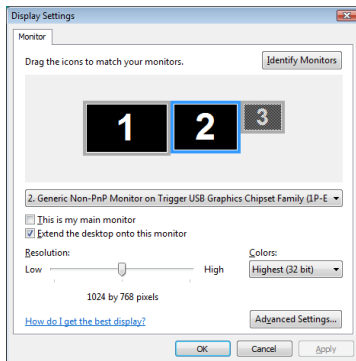 Display Settings
Monitor
Drag the icons to match your monitors.
Identify Monitors
1
2
3
2. Generic Non-PnP Monitor on Trigger USB Graphics Chipset Family (1P-E
This is my main monitor
Extend the desktop onto this monitor
Resolution:
Colors:
Low
High
Highest (32 bit)
1024 by 768 pixels
How do I get the best display?
Advanced Settings...
OK
Cancel
Apply